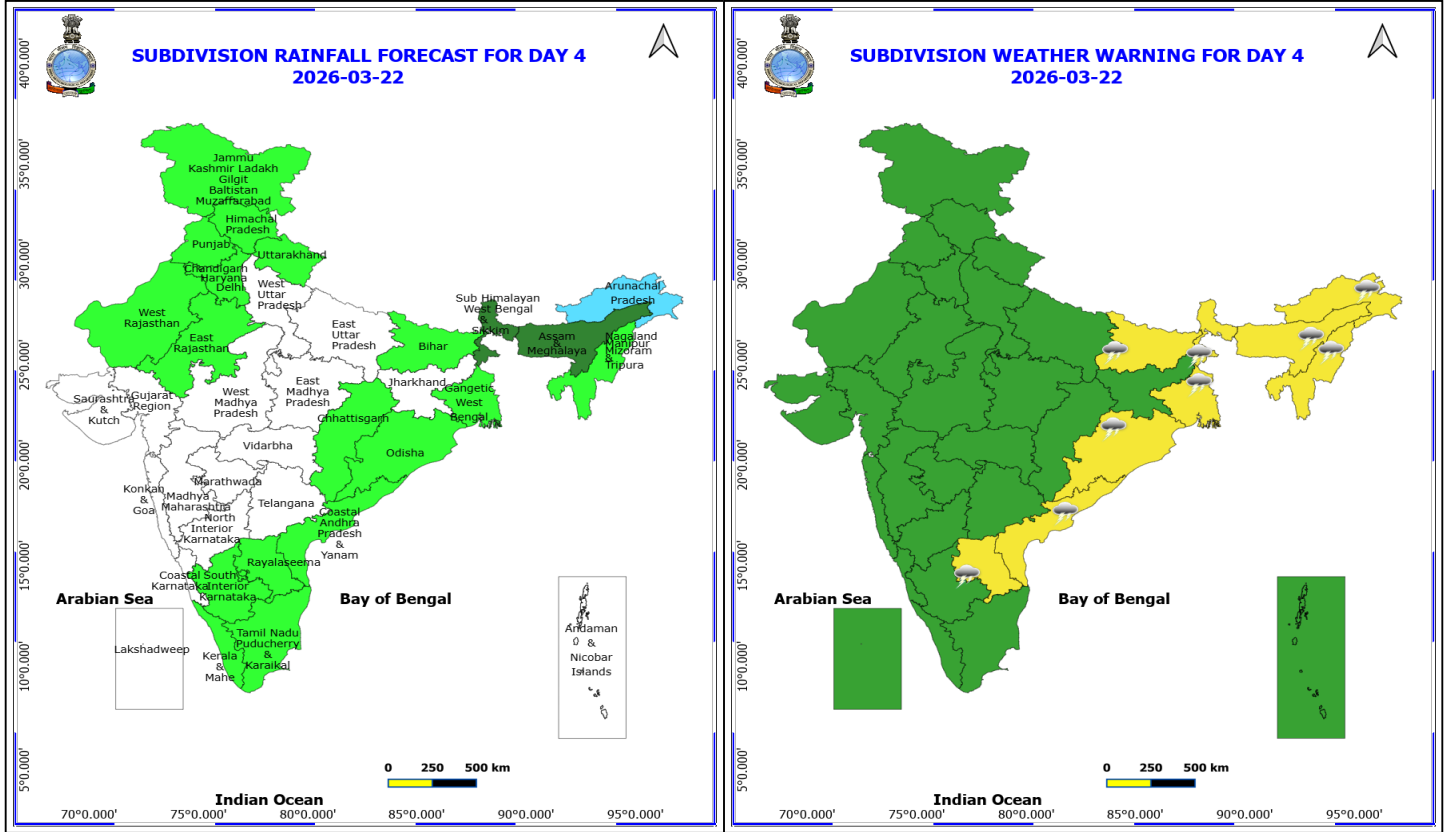 SUBDIVISION RAINFALL FORECAST FOR DAY 4
2026-03-22
40°0.000'
35°0.000'
30°0.000'
25°0.000'
20°0.000'
15°0.000'
10°0.000'
5°0.000'
Jammu
Kashmir Ladakh
Gilgit
Baltistan
Muzaffarabad
Himachal
Pradesh
Punjab
Uttarakhand
Chandigarh
Haryana
Delhi
West
Uttar
Pradesh
West
Rajasthan
East
Rajasthan
East
Uttar
Pradesh
Bihar
Sub Himalayan
West Bengal
&
Sikkim
Arunachal
Pradesh
Assam
&
Meghalaya
Nagaland
Manipur
Mizoram
&
Tripura
Saurashtra
&
Kutch
Gujarat
Region
West
Madhya
Pradesh
East
Madhya
Pradesh
Jharkhand
Gangetic
West
Bengal
Chhattisgarh
Odisha
Vidarbha
Konkan
&
Goa
Madhya
Maharashtra
Marathwada
Telangana
North
Interior
Karnataka
Coastal
Andhra
Pradesh
&
Yanam
Rayalaseema
Coastal
Karnataka
South
Interior
Karnataka
Arabian Sea
Bay of Bengal
Lakshadweep
Kerala
&
Mahe
Tamil Nadu
Puducherry
&
Karaikal
Andaman
&
Nicobar
Islands
0 250 500 km
Indian Ocean
70°0.000' 75°0.000' 80°0.000' 85°0.000' 90°0.000' 95°0.000'
SUBDIVISION WEATHER WARNING FOR DAY 4
2026-03-22
40°0.000'
35°0.000'
30°0.000'
25°0.000'
20°0.000'
15°0.000'
10°0.000'
5°0.000'
Arabian Sea
Bay of Bengal
0 250 500 km
Indian Ocean
70°0.000' 75°0.000' 80°0.000' 85°0.000' 90°0.000' 95°0.000'